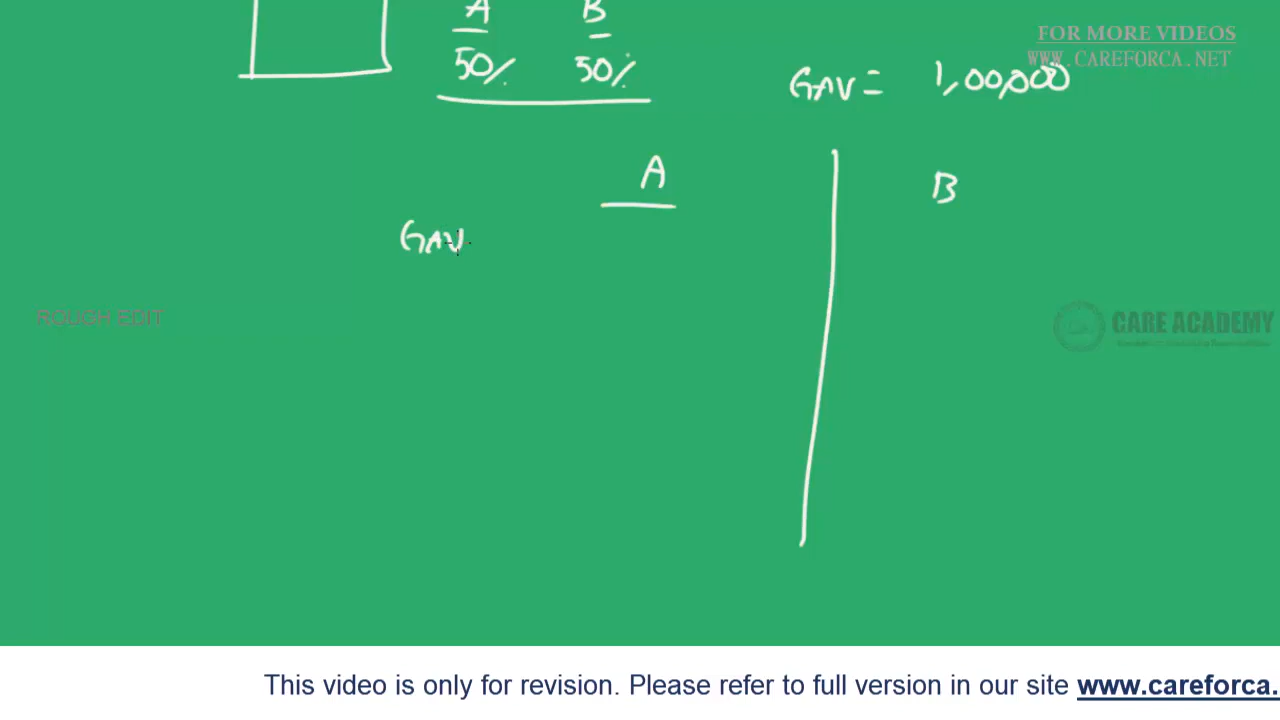 A B
FOR MORE VIDEOS
50% 50%
WWW.CAREFORCA.NET
GAV = 1,00,000
A B
GAV
ROUGH EDIT
CARE ACADEMY
This video is only for revision. Please refer to full version in our site www.careforca.